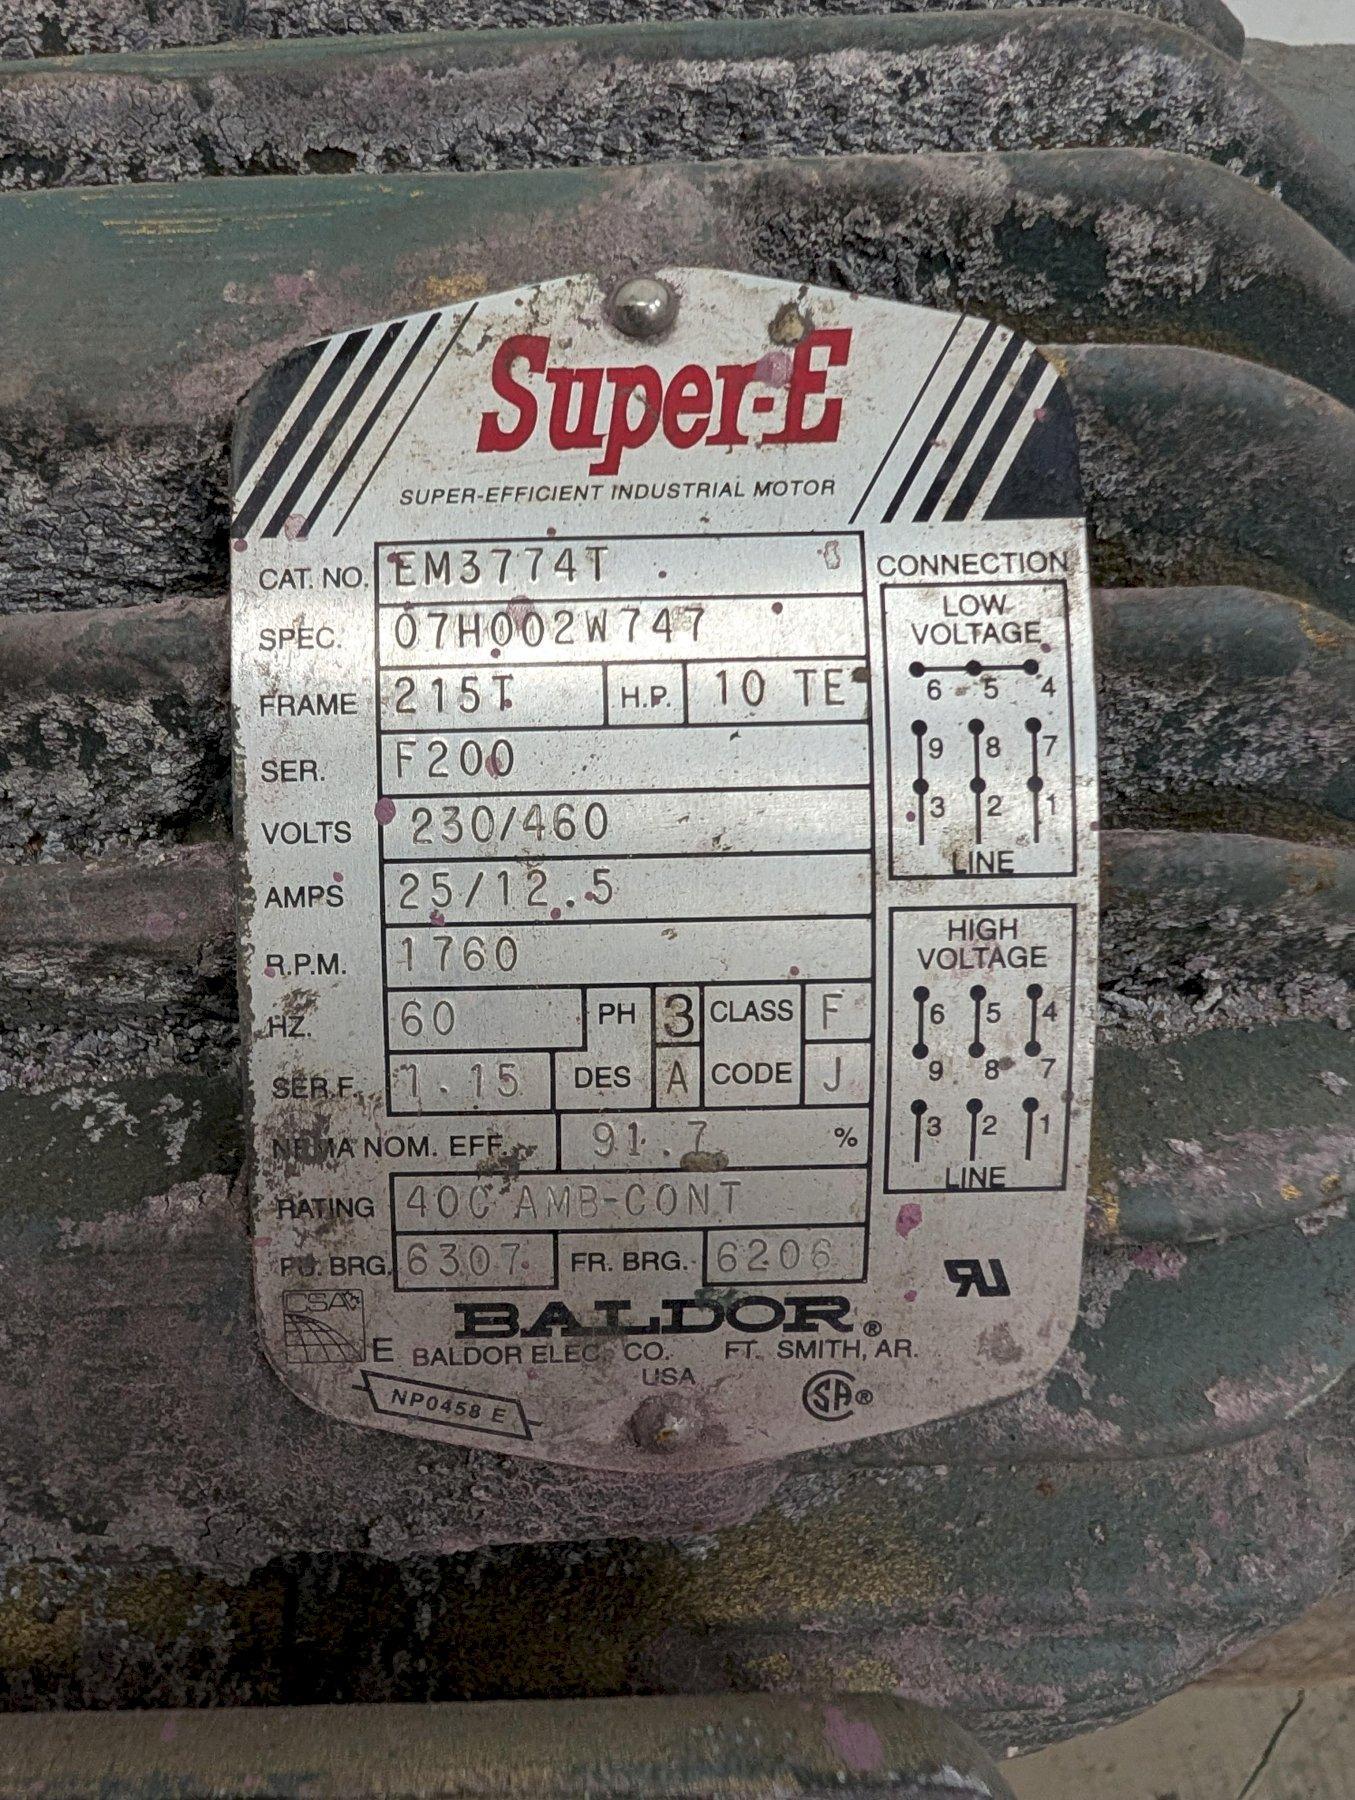 Super-E
SUPER-EFFICIENT INDUSTRIAL MOTOR
CAT. NO. EM3774T
SPEC. 07H002W747
FRAME 215T H.P. 10 TE
SER. F200
VOLTS 230/460
AMPS 25/12.5
R.P.M. 1760
HZ. 60 PH 3 CLASS F
SER.F. 1.15 DES A CODE J
NEMA NOM. EFF. 91.7 %
RATING 40C AMB-CONT
PU. BRG. 6307 FR. BRG. 6206
CONNECTION
LOW
VOLTAGE
6 5 4
9 8 7
3 2 1
LINE
HIGH
VOLTAGE
6 5 4
9 8 7
3 2 1
LINE
CSA
E
BALDOR®
BALDOR ELEC. CO. FT. SMITH, AR.
USA
NP0458 E
SA®
RU